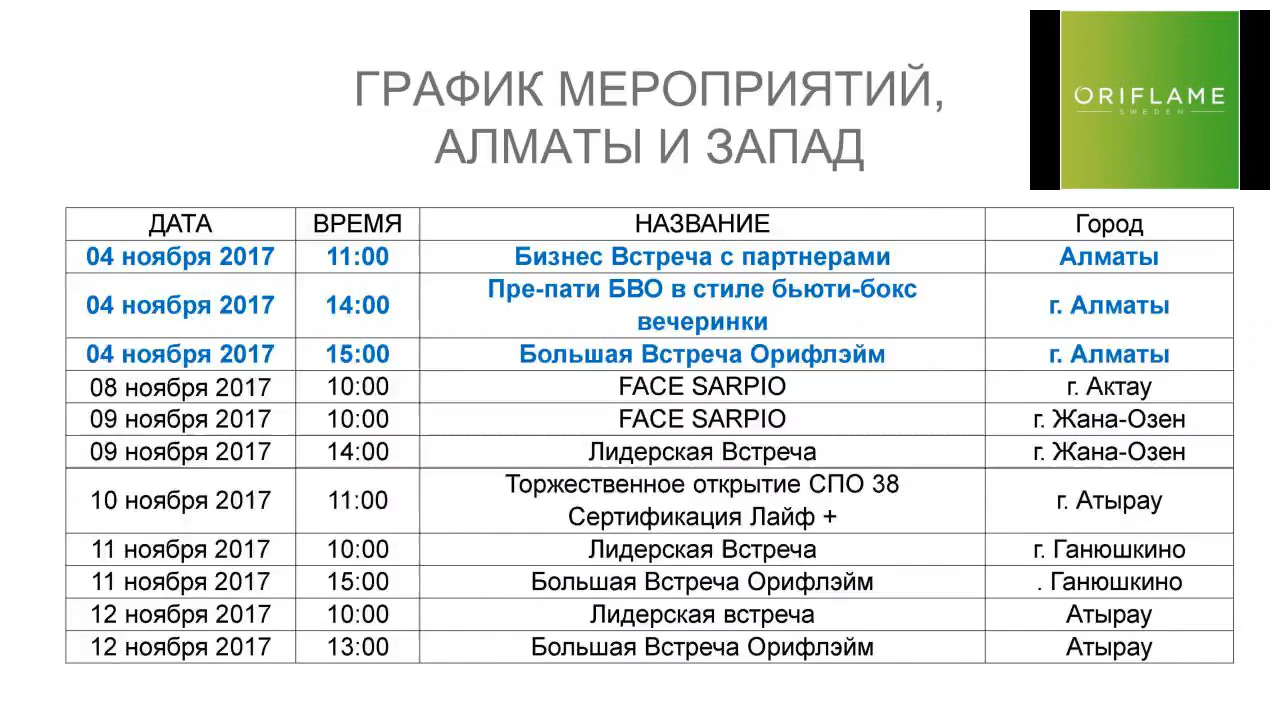 ГРАФИК МЕРОПРИЯТИЙ,
АЛМАТЫ И ЗАПАД
ORIFLAME
SWEDEN
ДАТА ВРЕМЯ НАЗВАНИЕ Город
04 ноября 2017 11:00 Бизнес Встреча с партнерами Алматы
04 ноября 2017 14:00 Пре-пати БВО в стиле бьюти-бокс вечеринки г. Алматы
04 ноября 2017 15:00 Большая Встреча Орифлэйм г. Алматы
08 ноября 2017 10:00 FACE SARPIO г. Актау
09 ноября 2017 10:00 FACE SARPIO г. Жана-Озен
09 ноября 2017 14:00 Лидерская Встреча г. Жана-Озен
10 ноября 2017 11:00 Торжественное открытие СПО 38 Сертификация Лайф + г. Атырау
11 ноября 2017 10:00 Лидерская Встреча г. Ганюшкино
11 ноября 2017 15:00 Большая Встреча Орифлэйм . Ганюшкино
12 ноября 2017 10:00 Лидерская встреча Атырау
12 ноября 2017 13:00 Большая Встреча Орифлэйм Атырау